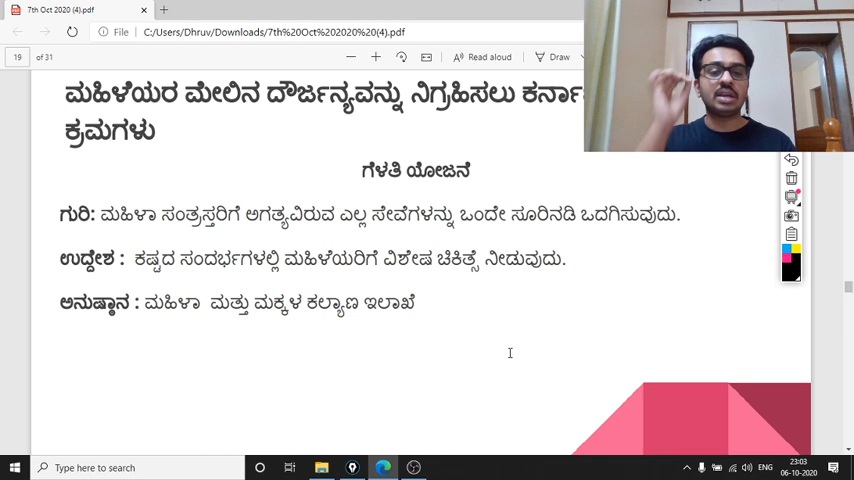 7th Oct 2020 (4).pdf
File
C:/Users/Dhruv/Downloads/7th%20Oct%202020%20(4).pdf
19 of 31
Read aloud
Draw
ಮಹಿಳೆಯರ ಮೇಲಿನ ದೌರ್ಜನ್ಯವನ್ನು ನಿಗ್ರಹಿಸಲು
ಕ್ರಮಗಳು
ಗೆಳತಿ ಯೋಜನೆ
ಗುರಿ: ಮಹಿಳಾ ಸಂತ್ರಸ್ತರಿಗೆ ಅಗತ್ಯವಿರುವ ಎಲ್ಲ ಸೇವೆಗಳನ್ನು ಒಂದೇ ಸೂರಿನಡಿ ಒದಗಿಸುವುದು.
ಉದ್ದೇಶ : ಕಷ್ಟದ ಸಂದರ್ಭಗಳಲ್ಲಿ ಮಹಿಳೆಯರಿಗೆ ವಿಶೇಷ ಚಿಕಿತ್ಸೆ ನೀಡುವುದು.
ಅನುಷ್ಠಾನ : ಮಹಿಳಾ ಮತ್ತು ಮಕ್ಕಳ ಕಲ್ಯಾಣ ಇಲಾಖೆ
Type here to search
ENG
23:03
06-10-2020